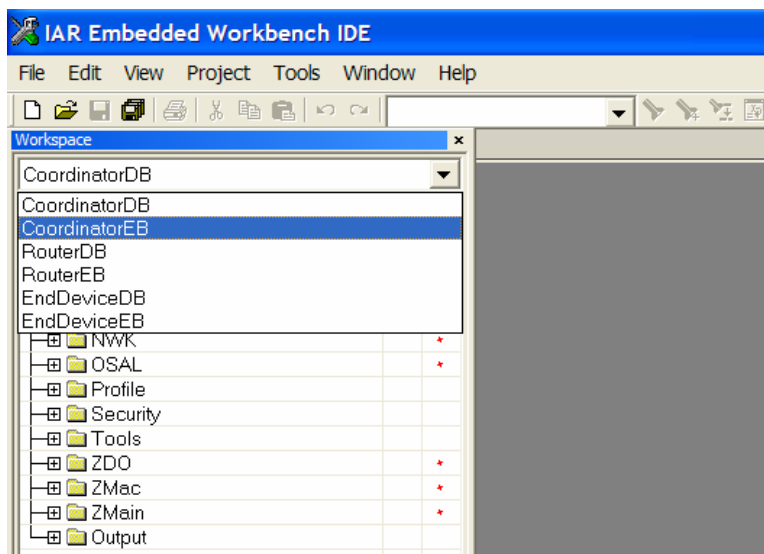 IAR Embedded Workbench IDE
File Edit View Project Tools Window Help
Workspace
CoordinatorDB
CoordinatorDB
CoordinatorEB
RouterDB
RouterEB
EndDeviceDB
EndDeviceEB
NWK
OSAL
Profile
Security
Tools
ZDO
ZMac
ZMain
Output